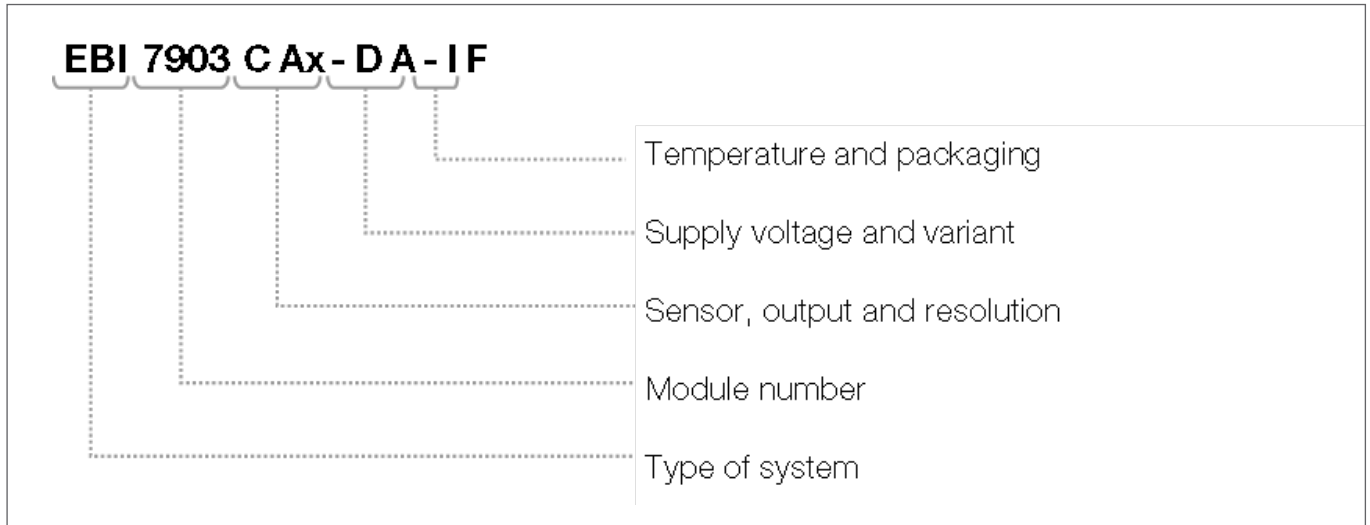 EBI 7903 C Ax - D A - I F
Temperature and packaging
Supply voltage and variant
Sensor, output and resolution
Module number
Type of system